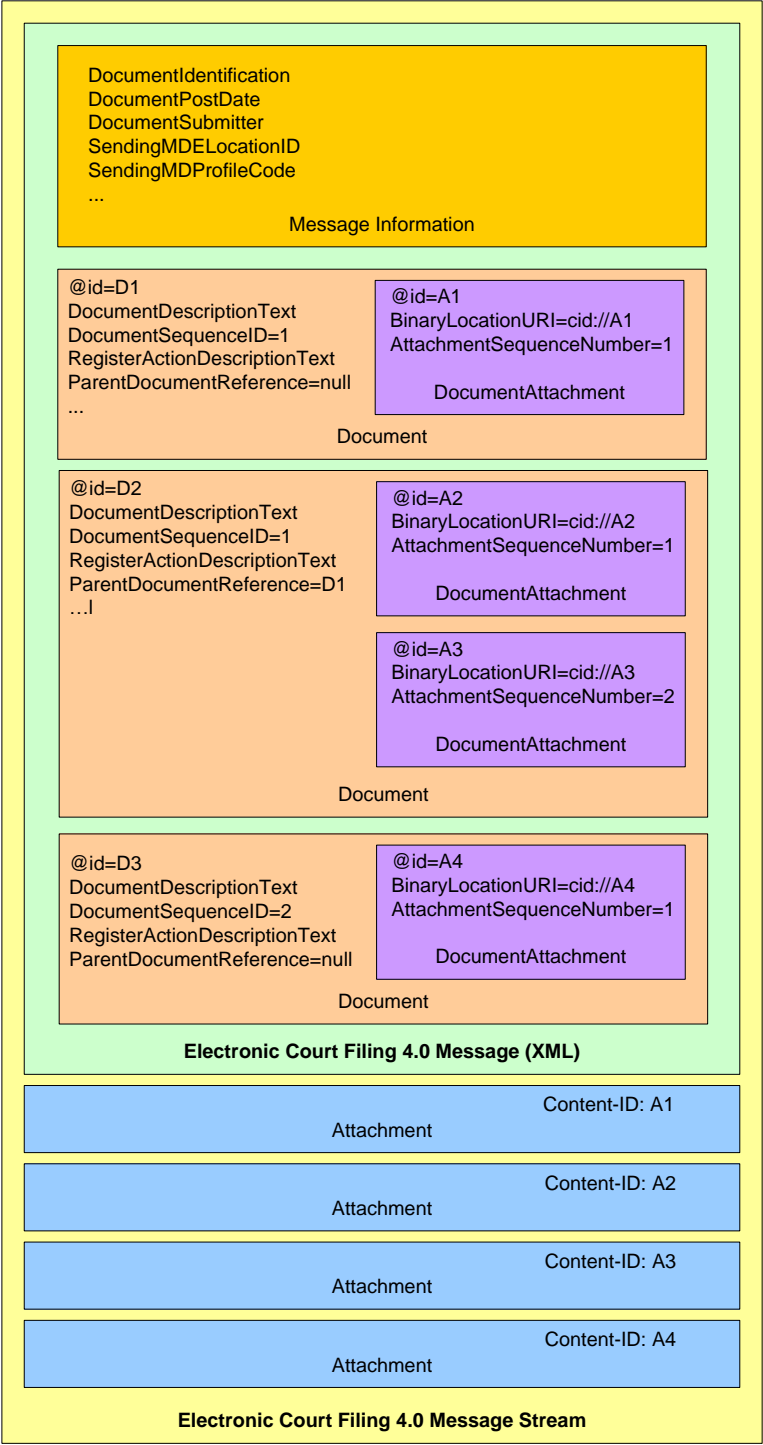 DocumentIdentification
DocumentPostDate
DocumentSubmitter
SendingMDELocationID
SendingMDProfileCode
...
Message Information
@id=D1
DocumentDescriptionText
DocumentSequenceID=1
RegisterActionDescriptionText
ParentDocumentReference=null
...
@id=A1
BinaryLocationURI=cid://A1
AttachmentSequenceNumber=1
DocumentAttachment
Document
@id=D2
DocumentDescriptionText
DocumentSequenceID=1
RegisterActionDescriptionText
ParentDocumentReference=D1
…l
@id=A2
BinaryLocationURI=cid://A2
AttachmentSequenceNumber=1
DocumentAttachment
@id=A3
BinaryLocationURI=cid://A3
AttachmentSequenceNumber=2
DocumentAttachment
Document
@id=D3
DocumentDescriptionText
DocumentSequenceID=2
RegisterActionDescriptionText
ParentDocumentReference=null
@id=A4
BinaryLocationURI=cid://A4
AttachmentSequenceNumber=1
DocumentAttachment
Document
Electronic Court Filing 4.0 Message (XML)
Content-ID: A1
Attachment
Content-ID: A2
Attachment
Content-ID: A3
Attachment
Content-ID: A4
Attachment
Electronic Court Filing 4.0 Message Stream